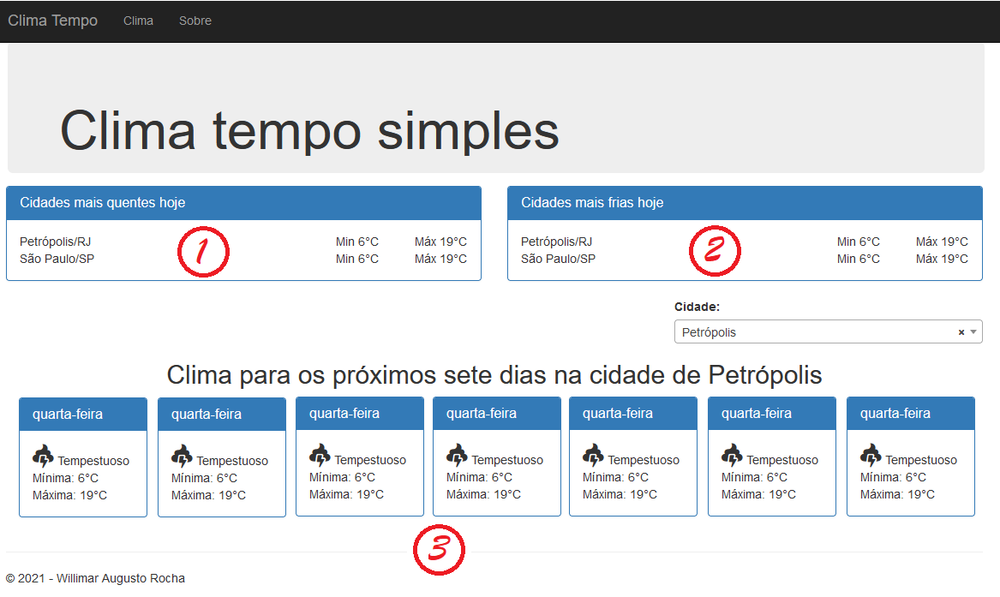 Clima Tempo Clima Sobre
Clima tempo simples
Cidades mais quentes hoje
Petrópolis/RJ Min 6°C Máx 19°C
São Paulo/SP Min 6°C Máx 19°C
1
Cidades mais frias hoje
Petrópolis/RJ Min 6°C Máx 19°C
São Paulo/SP Min 6°C Máx 19°C
2
Cidade:
Petrópolis × 
Clima para os próximos sete dias na cidade de Petrópolis
quarta-feira
Tempestuoso
Mínima: 6°C
Máxima: 19°C
quarta-feira
Tempestuoso
Mínima: 6°C
Máxima: 19°C
quarta-feira
Tempestuoso
Mínima: 6°C
Máxima: 19°C
quarta-feira
Tempestuoso
Mínima: 6°C
Máxima: 19°C
quarta-feira
Tempestuoso
Mínima: 6°C
Máxima: 19°C
quarta-feira
Tempestuoso
Mínima: 6°C
Máxima: 19°C
quarta-feira
Tempestuoso
Mínima: 6°C
Máxima: 19°C
3
© 2021 - Willimar Augusto Rocha